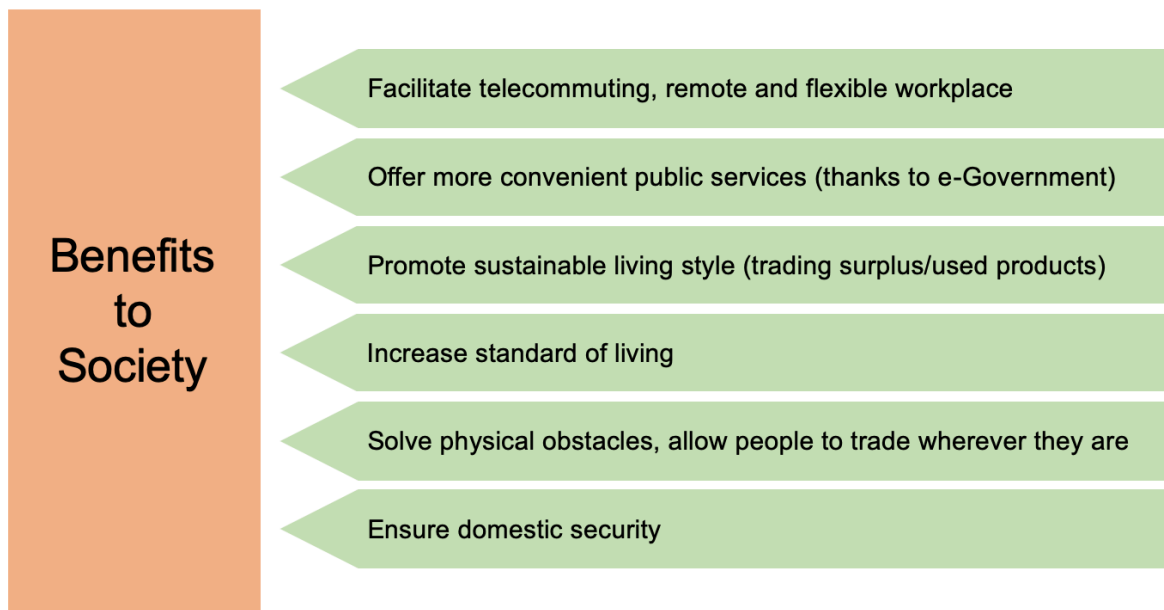 Benefits
to
Society
Facilitate telecommuting, remote and flexible workplace
Offer more convenient public services (thanks to e-Government)
Promote sustainable living style (trading surplus/used products)
Increase standard of living
Solve physical obstacles, allow people to trade wherever they are
Ensure domestic security